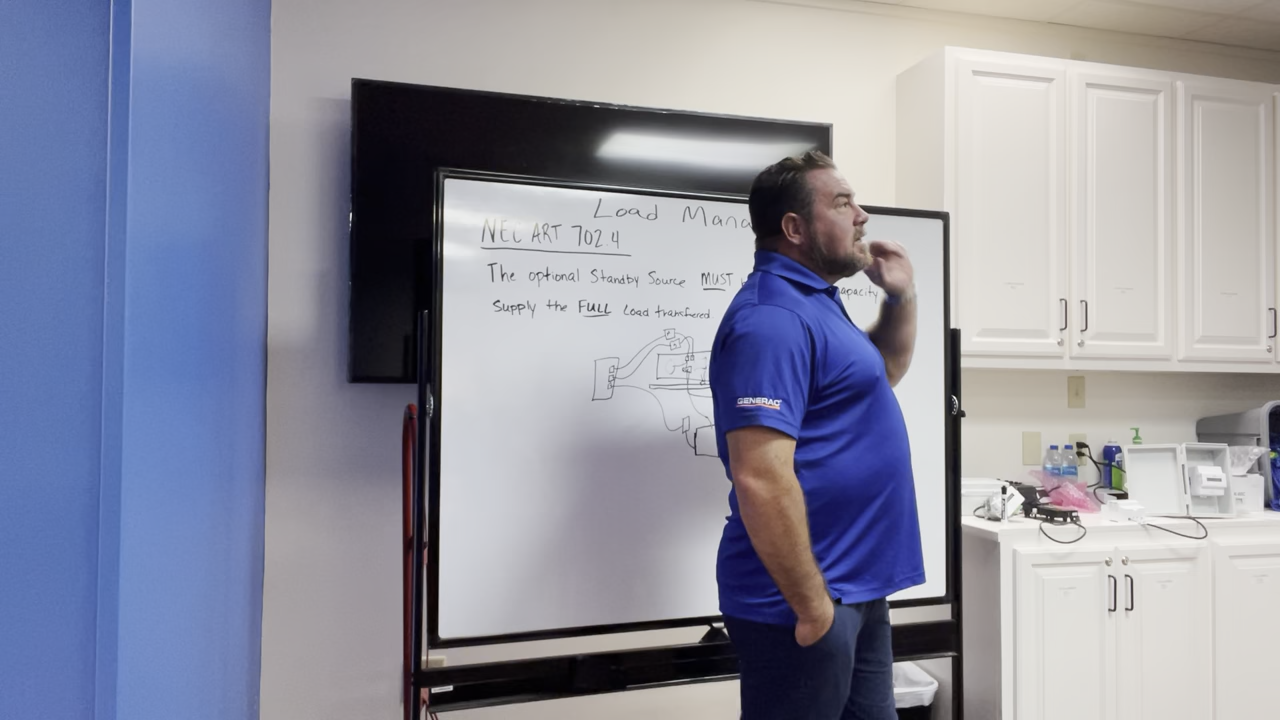 Load Mana
NEC ART 702.4
The optional Standby Source MUST apacity
Supply the FULL Load transfered
GENERAC